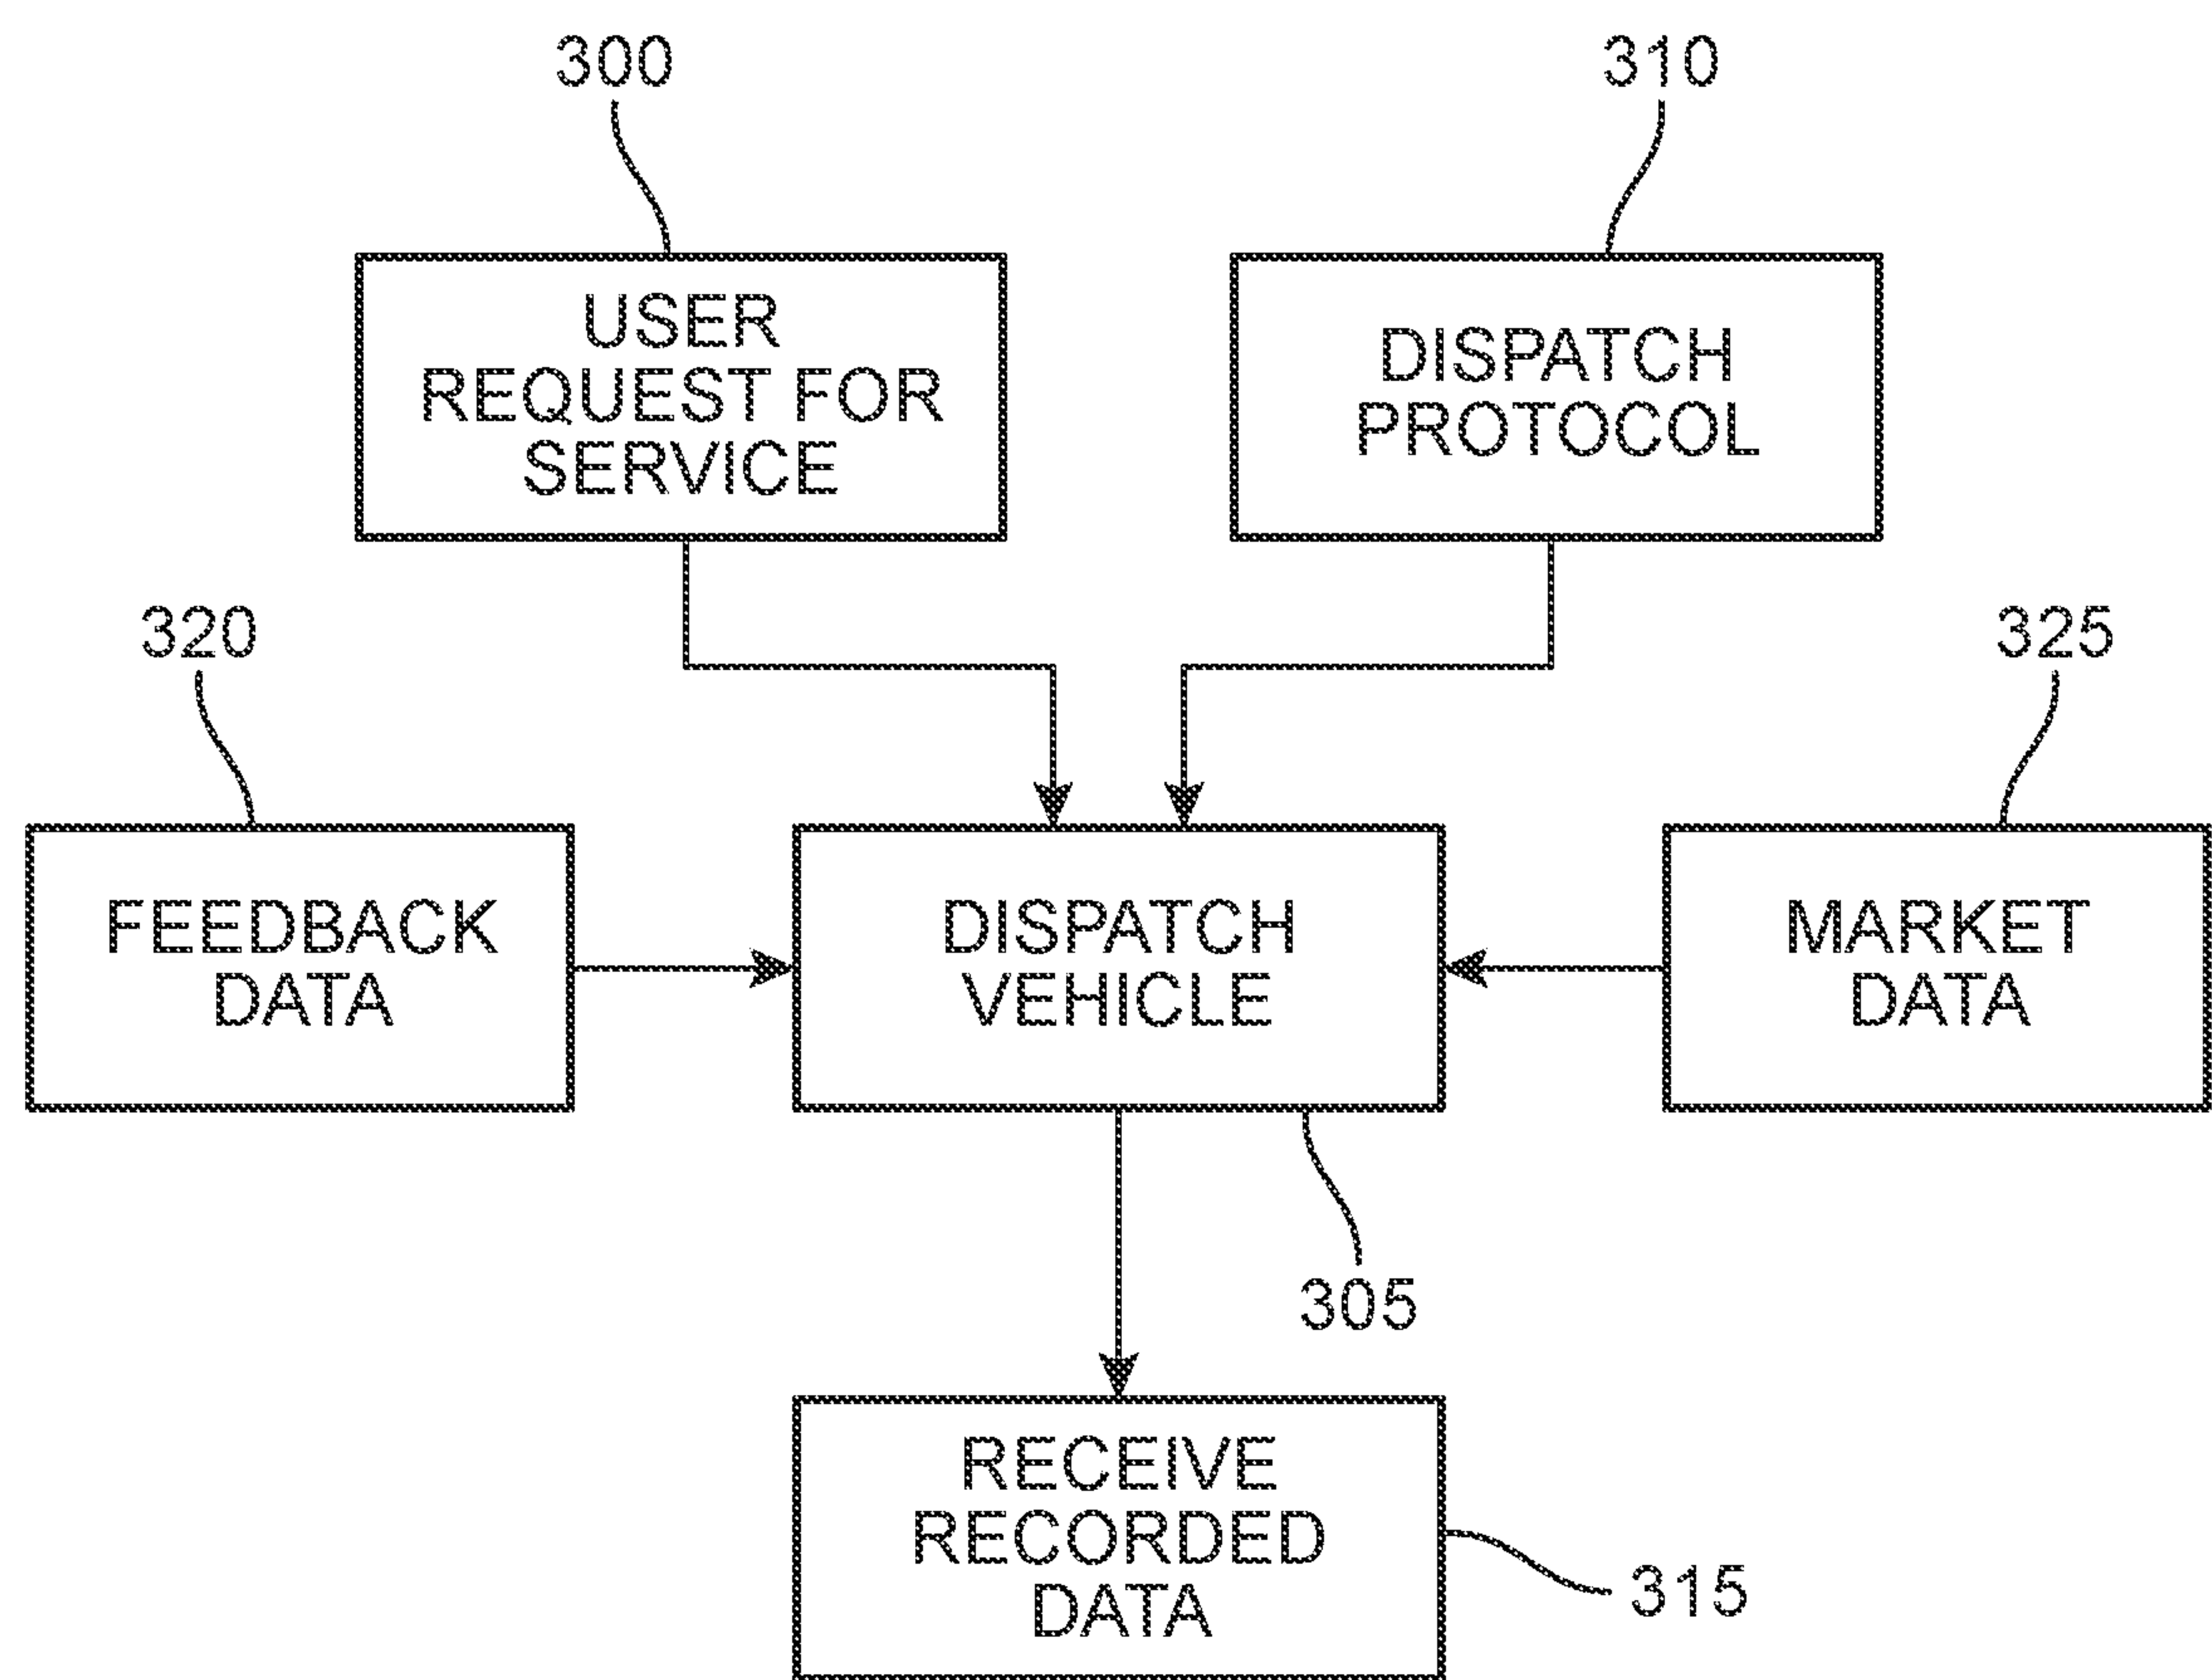 300
310
USER
REQUEST FOR
SERVICE
DISPATCH
PROTOCOL
320
325
FEEDBACK
DATA
DISPATCH
VEHICLE
MARKET
DATA
305
RECEIVE
RECORDED
DATA
315